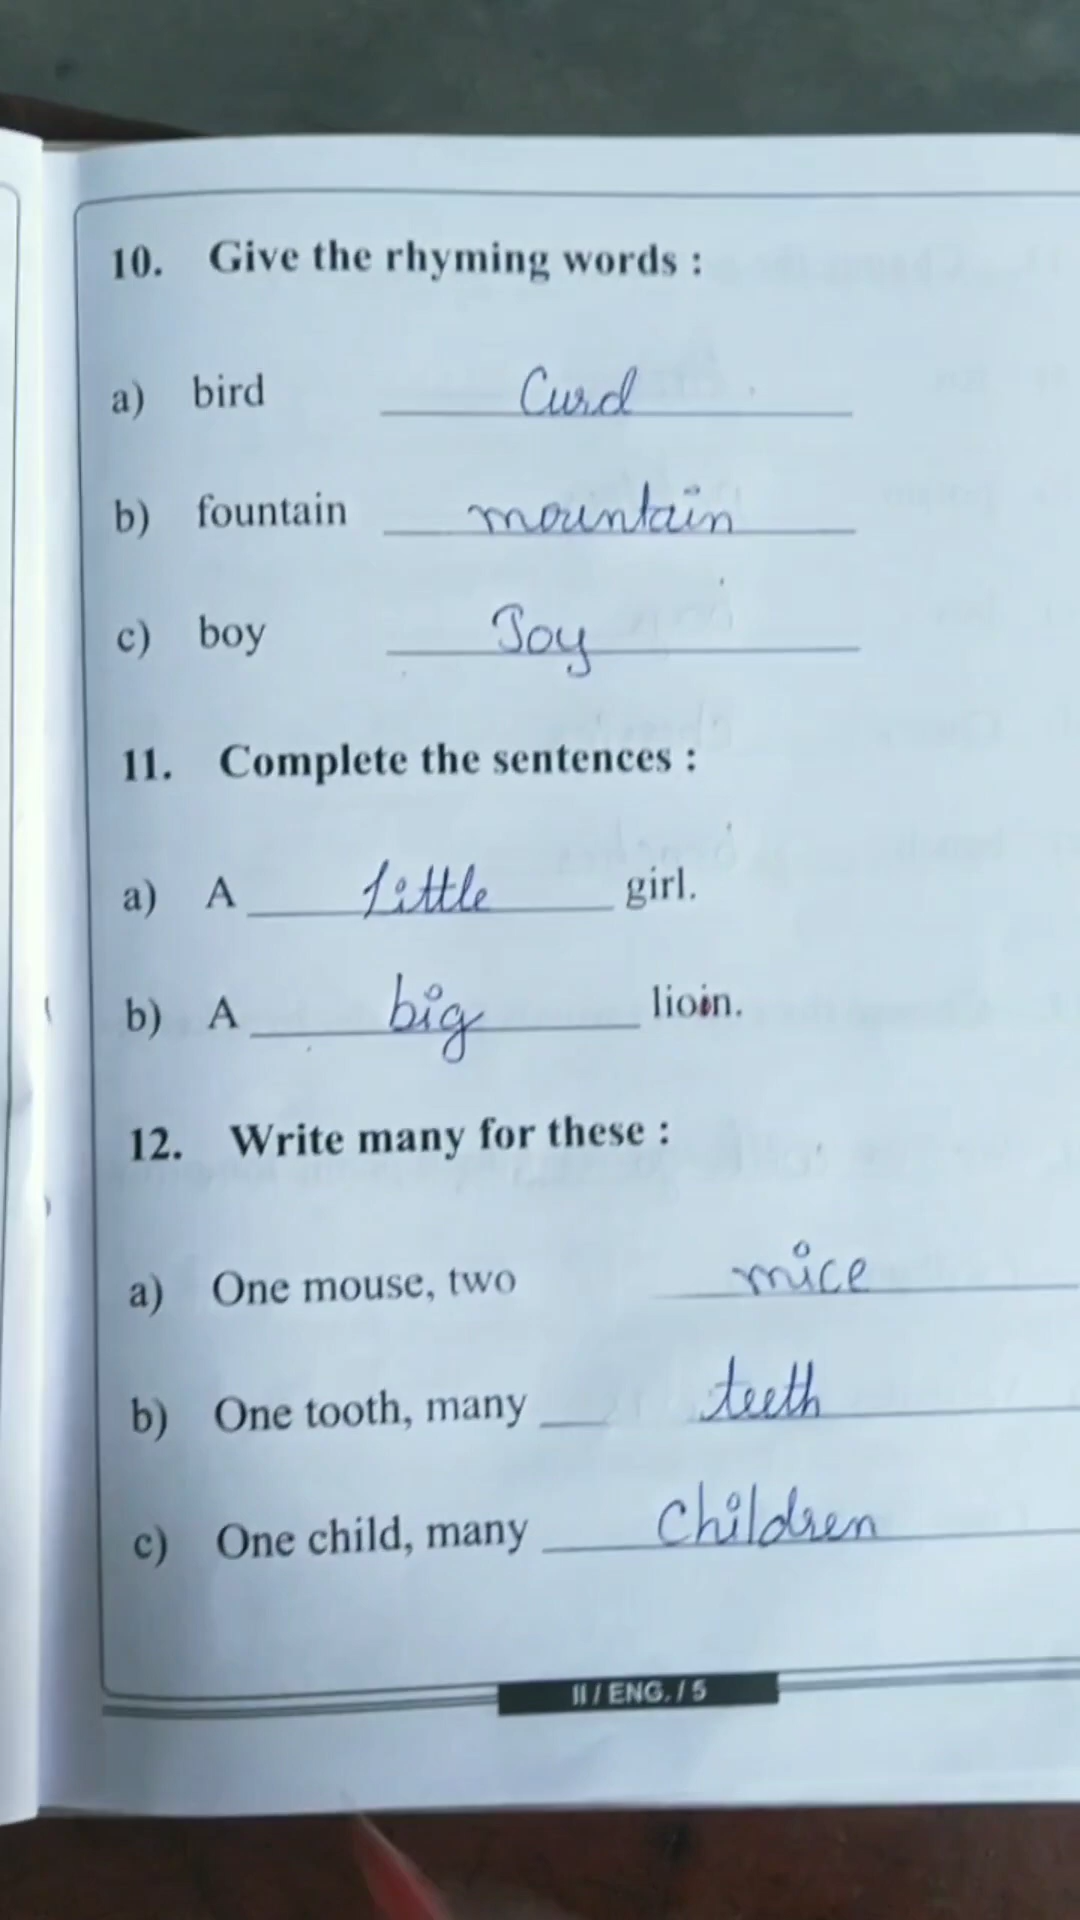 10. Give the rhyming words :
a) bird Curd
b) fountain mountain
c) boy Joy
11. Complete the sentences :
a) A little girl.
b) A big lioin.
12. Write many for these :
a) One mouse, two mice
b) One tooth, many teeth
c) One child, many children
II / ENG. / 5